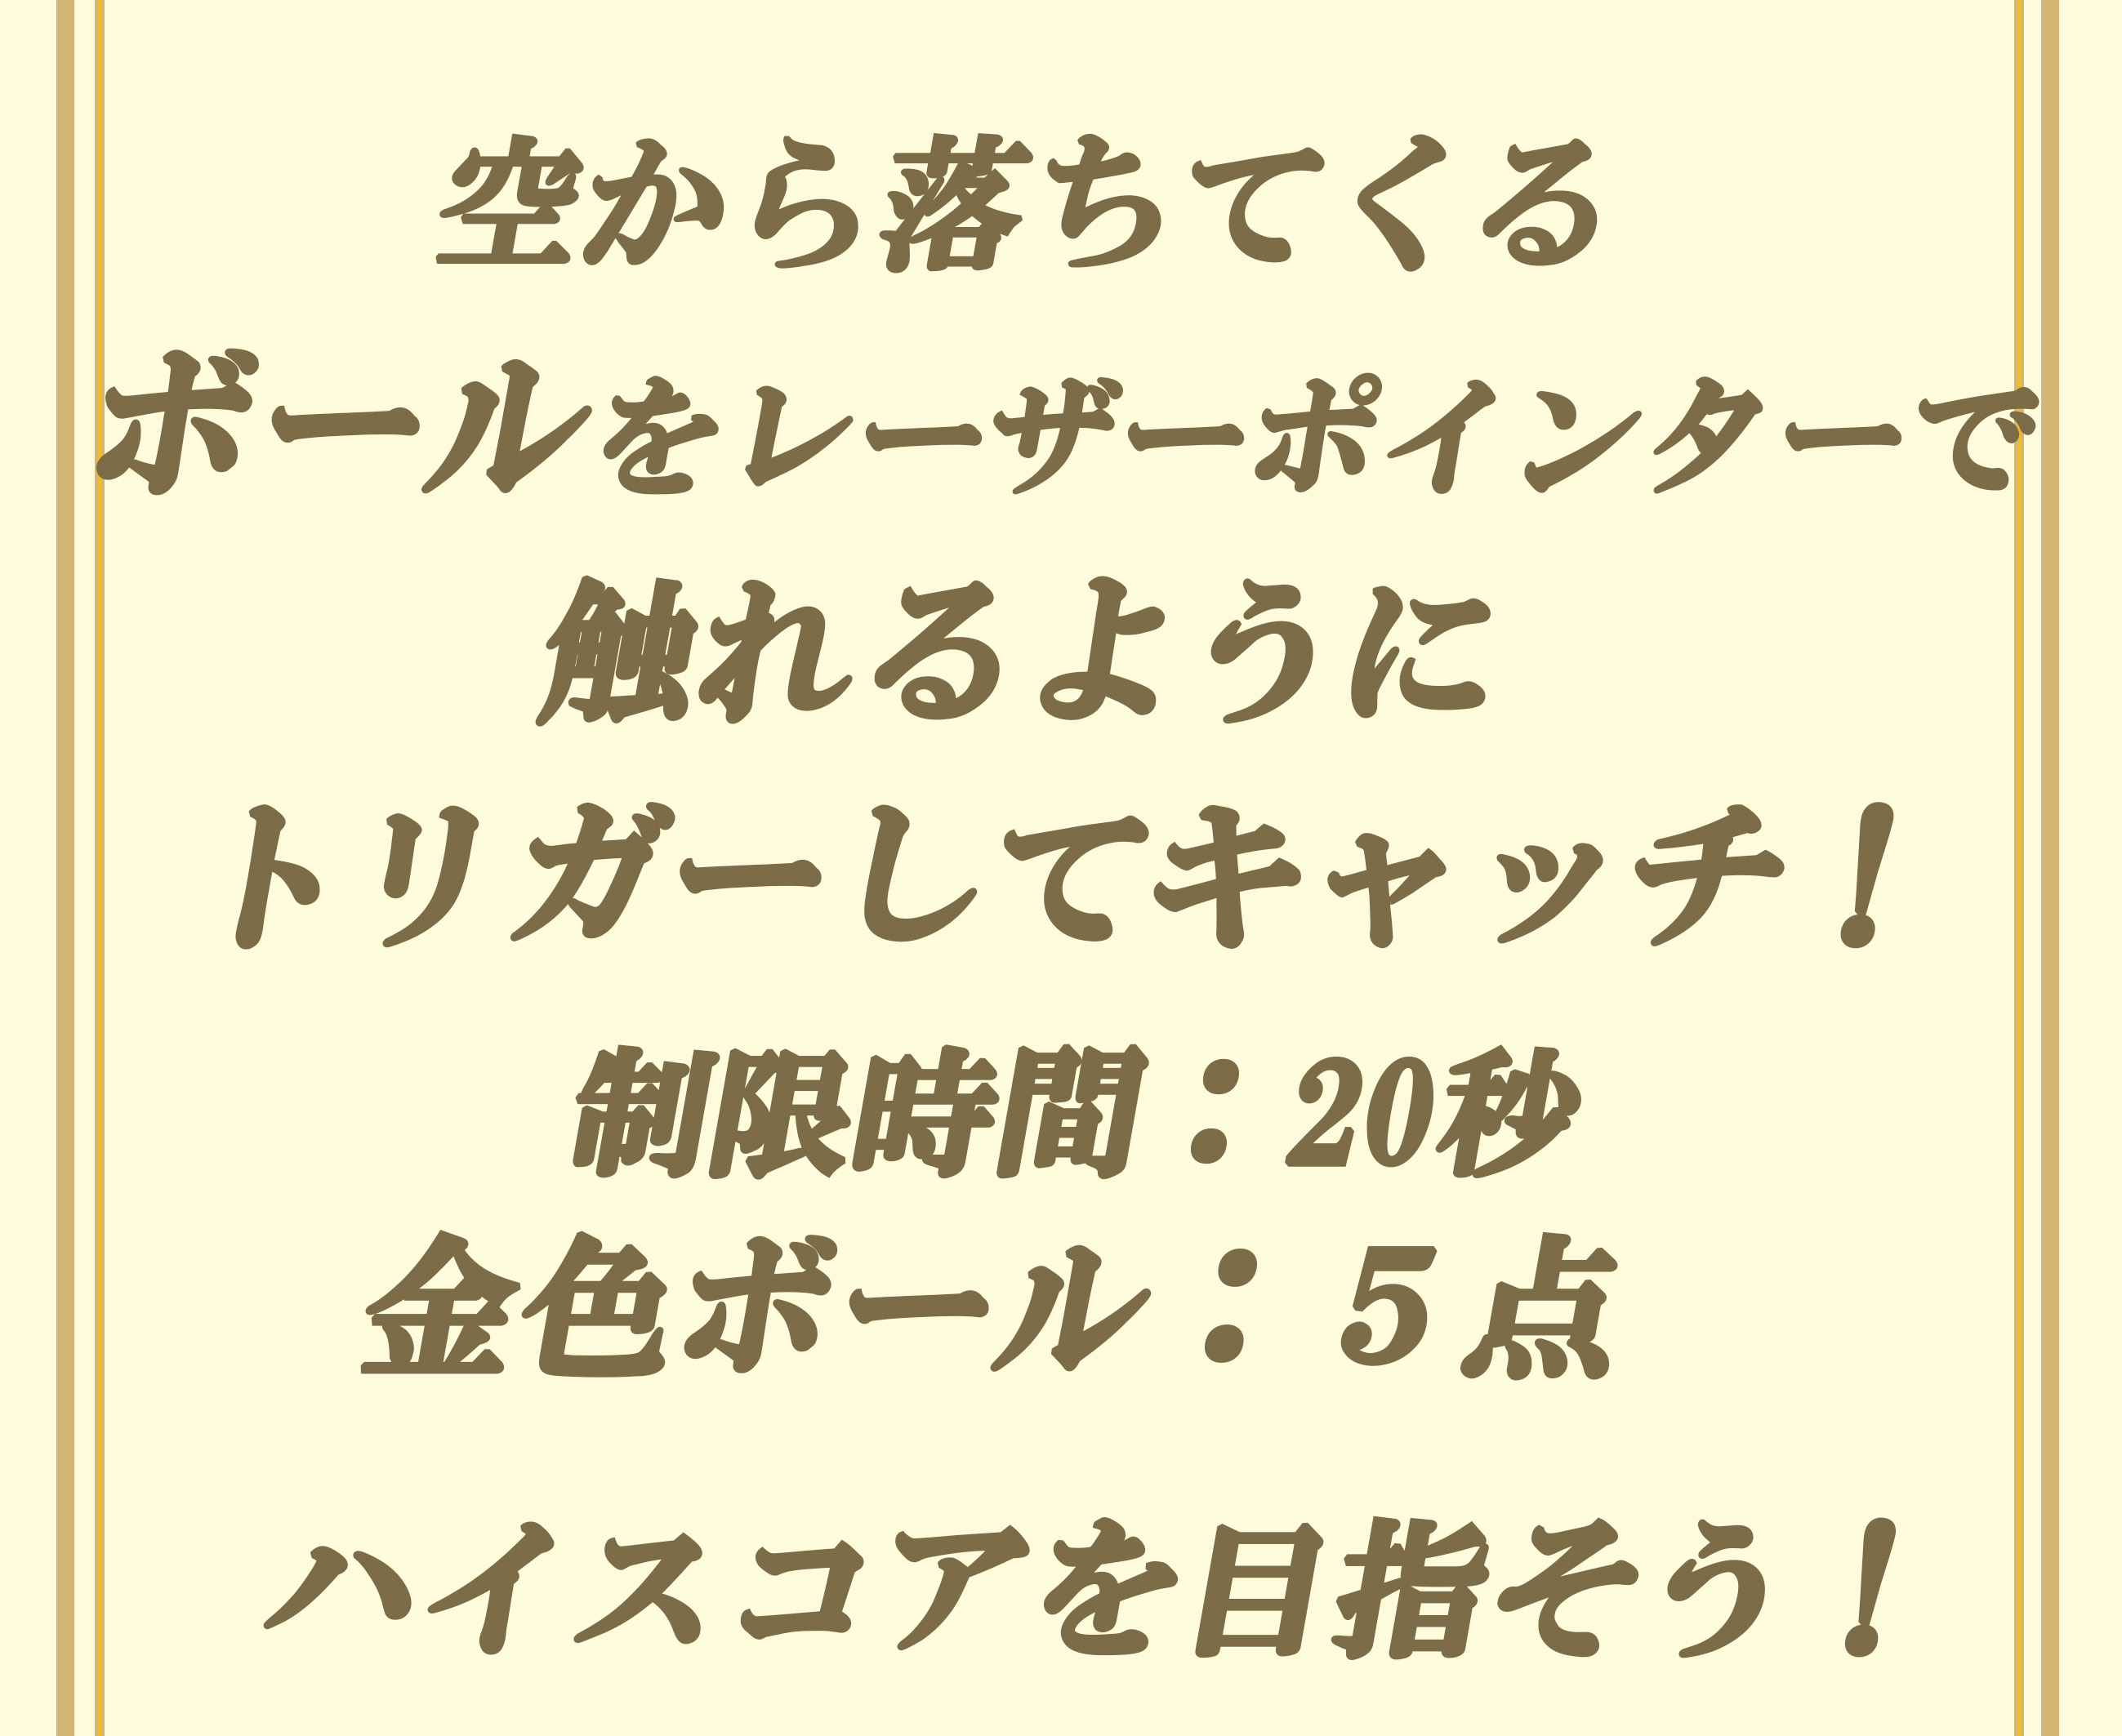 空から落ちてくる
ボールをレーザーポインターで
触れるように
トリガーしてキャッチ！
制限時間：20秒
金色ボール：5点
ハイスコアを目指そう！